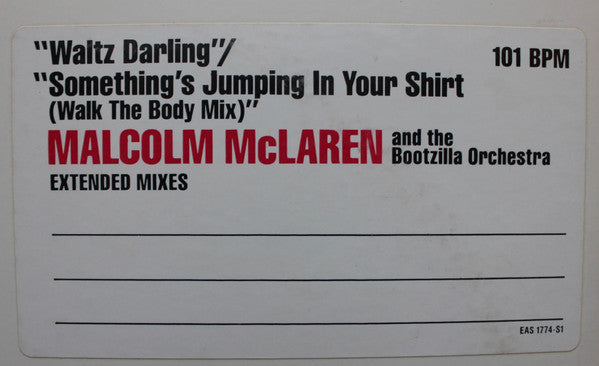 "Waltz Darling"/
101 BPM
"Something's Jumping In Your Shirt
(Walk The Body Mix)"
MALCOLM McLAREN and the
Bootzilla Orchestra
EXTENDED MIXES
EAS 1774-S1